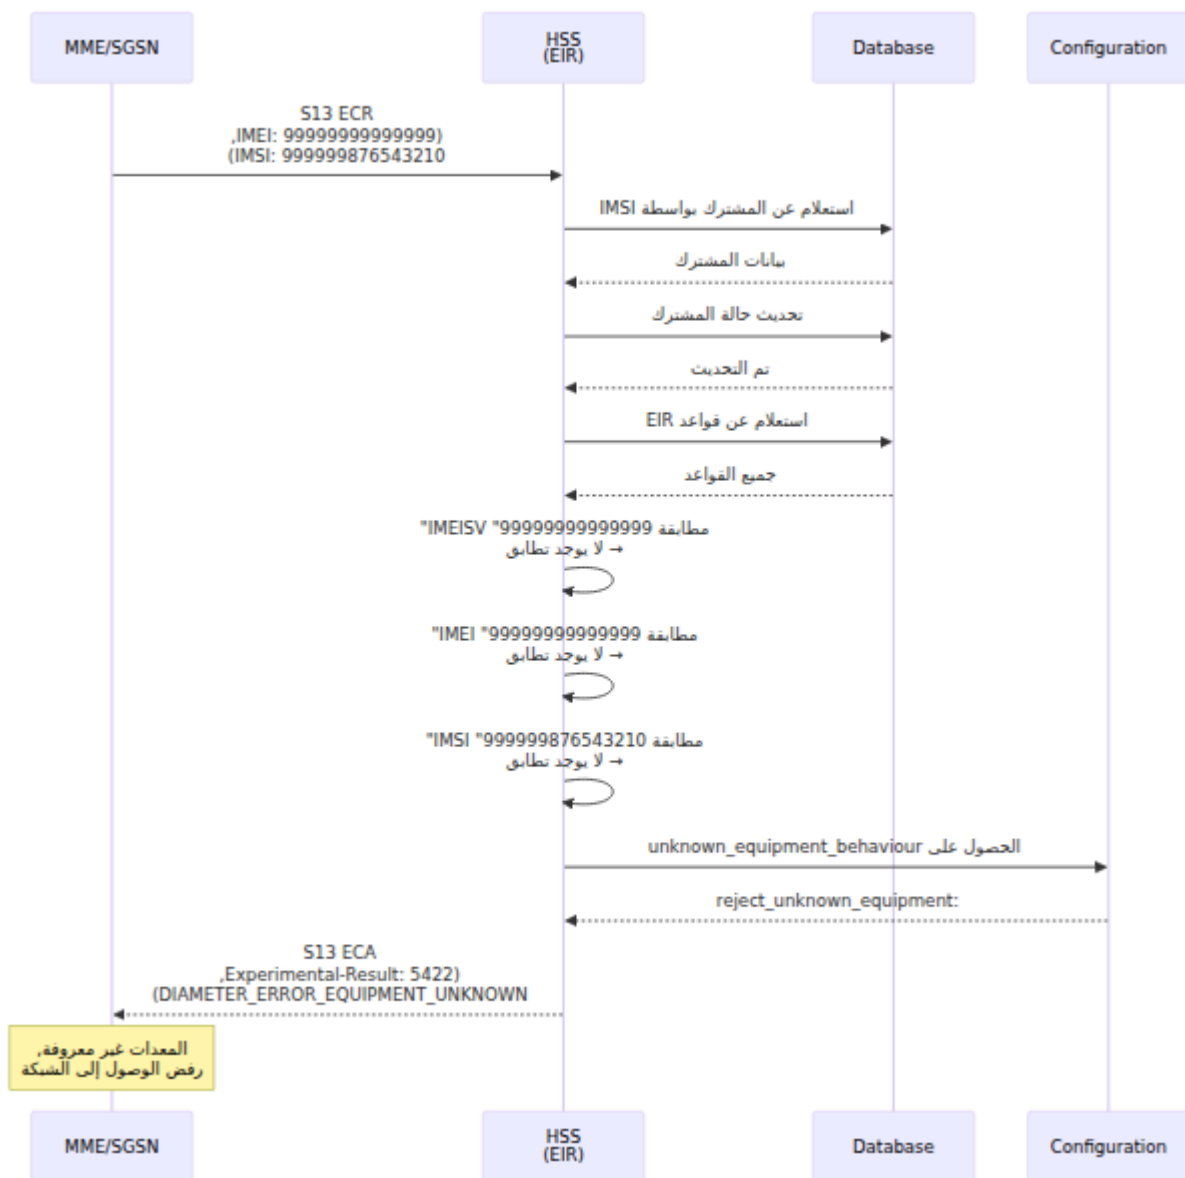 MME/SGSN
HSS
(EIR)
Database
Configuration
S13 ECR
,IMEI: 99999999999999)
(IMSI: 999999876543210
استعلام عن المشترك بواسطة IMSI
بيانات المشترك
تحديث حالة المشترك
تم التحديث
استعلام عن قواعد EIR
جميع القواعد
مطابقة IMEISV "99999999999999"
→ لا يوجد تطابق
مطابقة IMEI "99999999999999"
→ لا يوجد تطابق
مطابقة IMSI "999999876543210"
→ لا يوجد تطابق
الحصول على unknown_equipment_behaviour
reject_unknown_equipment:
S13 ECA
,Experimental-Result: 5422)
(DIAMETER_ERROR_EQUIPMENT_UNKNOWN
المعدات غير معروفة,
رفض الوصول إلى الشبكة
MME/SGSN
HSS
(EIR)
Database
Configuration